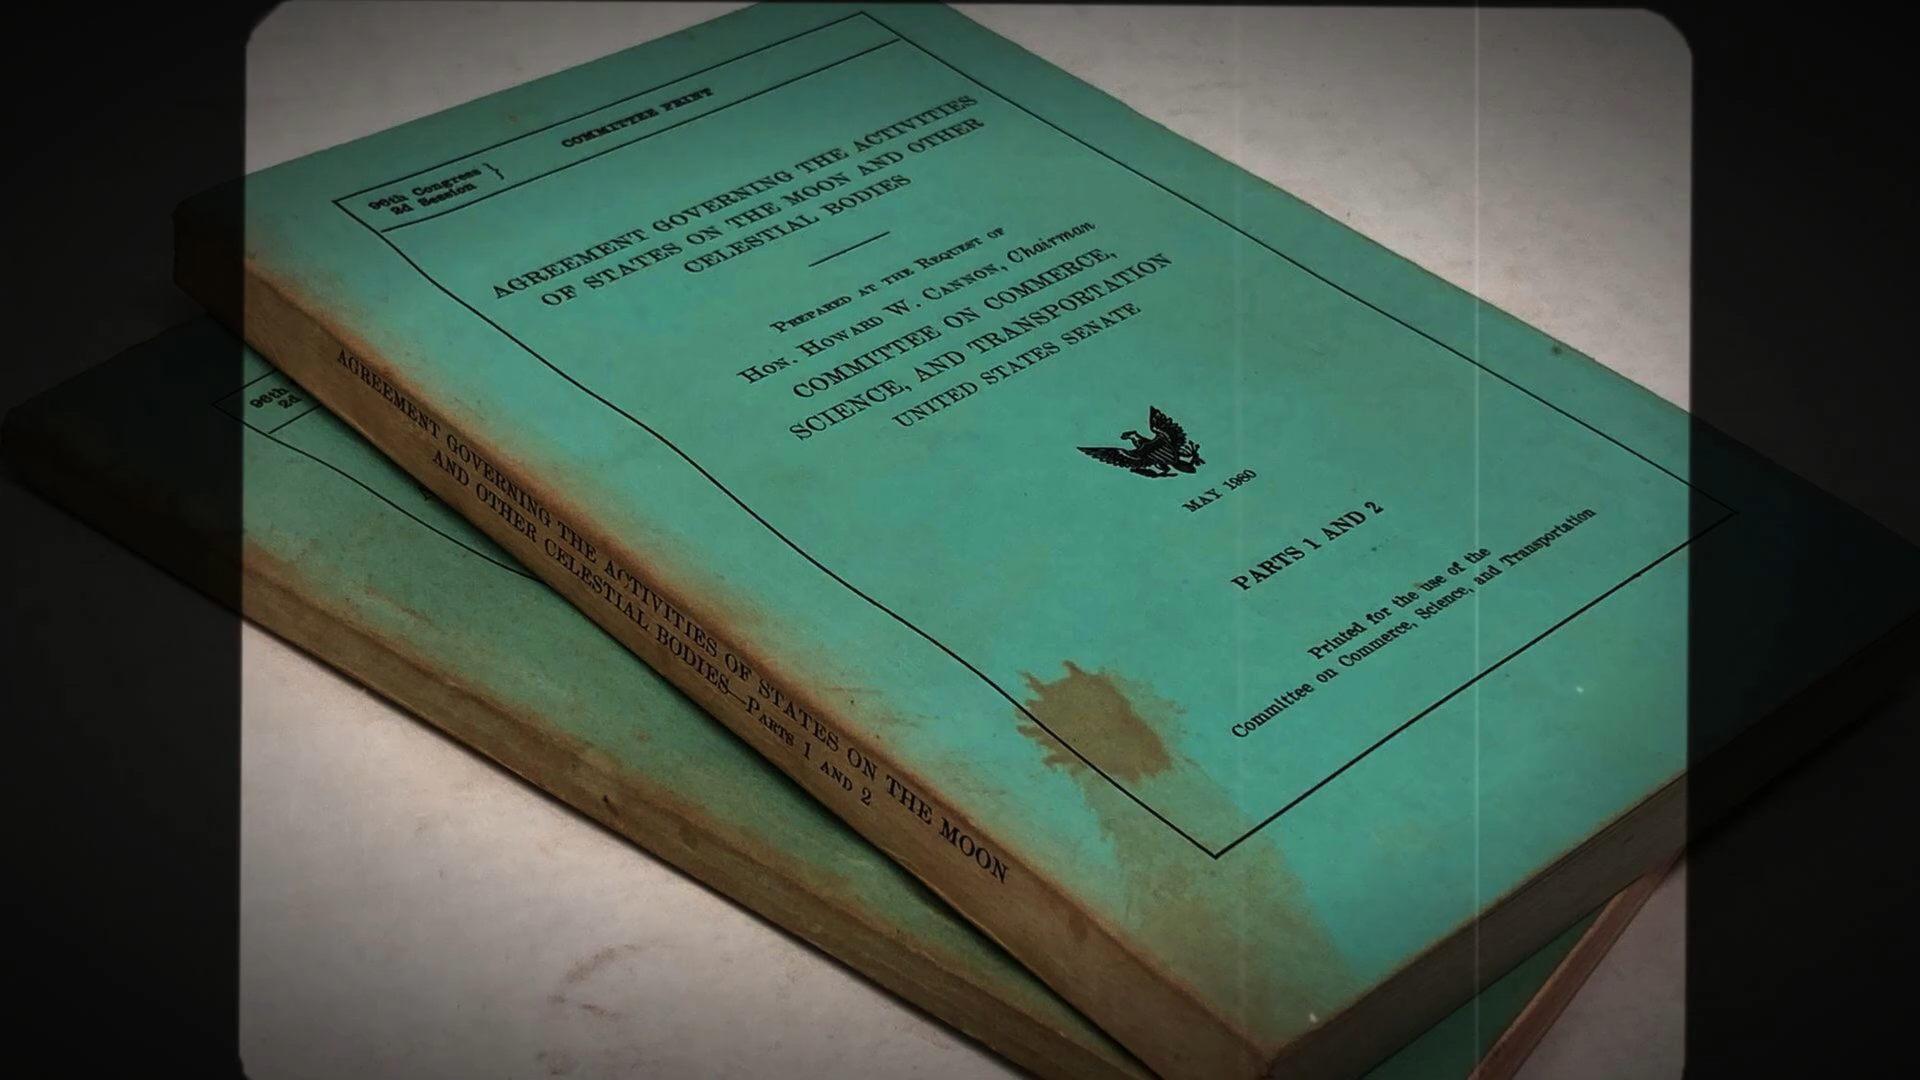 COMMITTEE PRINT
96th Congress
2d Session
AGREEMENT GOVERNING THE ACTIVITIES
OF STATES ON THE MOON AND OTHER
CELESTIAL BODIES
PREPARED AT THE REQUEST OF
HON. HOWARD W. CANNON, Chairman
COMMITTEE ON COMMERCE,
SCIENCE, AND TRANSPORTATION
UNITED STATES SENATE
MAY 1980
PARTS 1 AND 2
Printed for the use of the
Committee on Commerce, Science, and Transportation
AGREEMENT GOVERNING THE ACTIVITIES OF STATES ON THE MOON
AND OTHER CELESTIAL BODIES—PARTS 1 AND 2
96th
2d